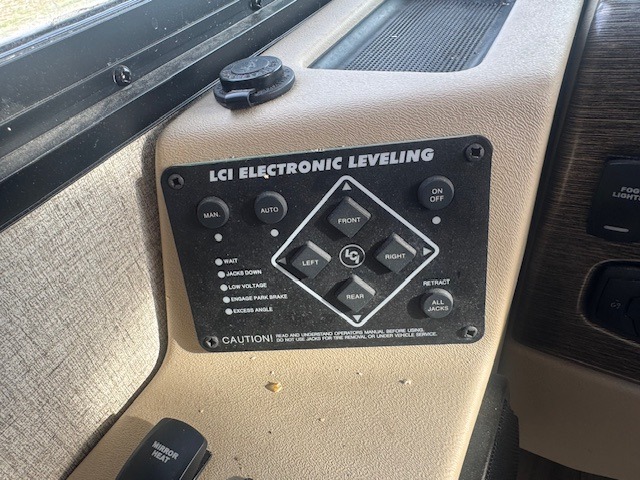 LCI ELECTRONIC LEVELING
MAN.
AUTO
ON
OFF
FRONT
LEFT
LCI
RIGHT
REAR
WAIT
JACKS DOWN
LOW VOLTAGE
ENGAGE PARK BRAKE
EXCESS ANGLE
RETRACT
ALL
JACKS
CAUTION! READ AND UNDERSTAND OPERATORS MANUAL BEFORE USING.
DO NOT USE JACKS FOR TIRE REMOVAL OR UNDER VEHICLE SERVICE.
MIRROR
HEAT
FOG
LIGHT